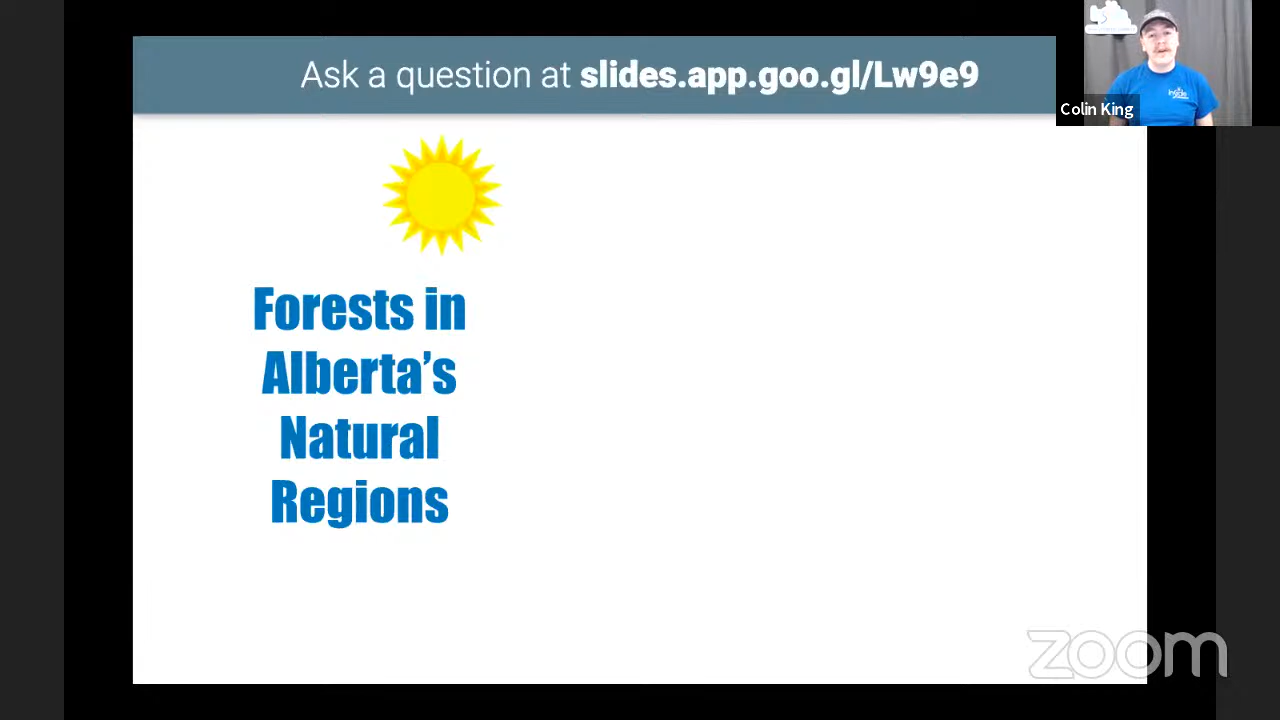 Ask a question at slides.app.goo.gl/Lw9e9
Colin King
Forests in
Alberta’s
Natural
Regions
zoom